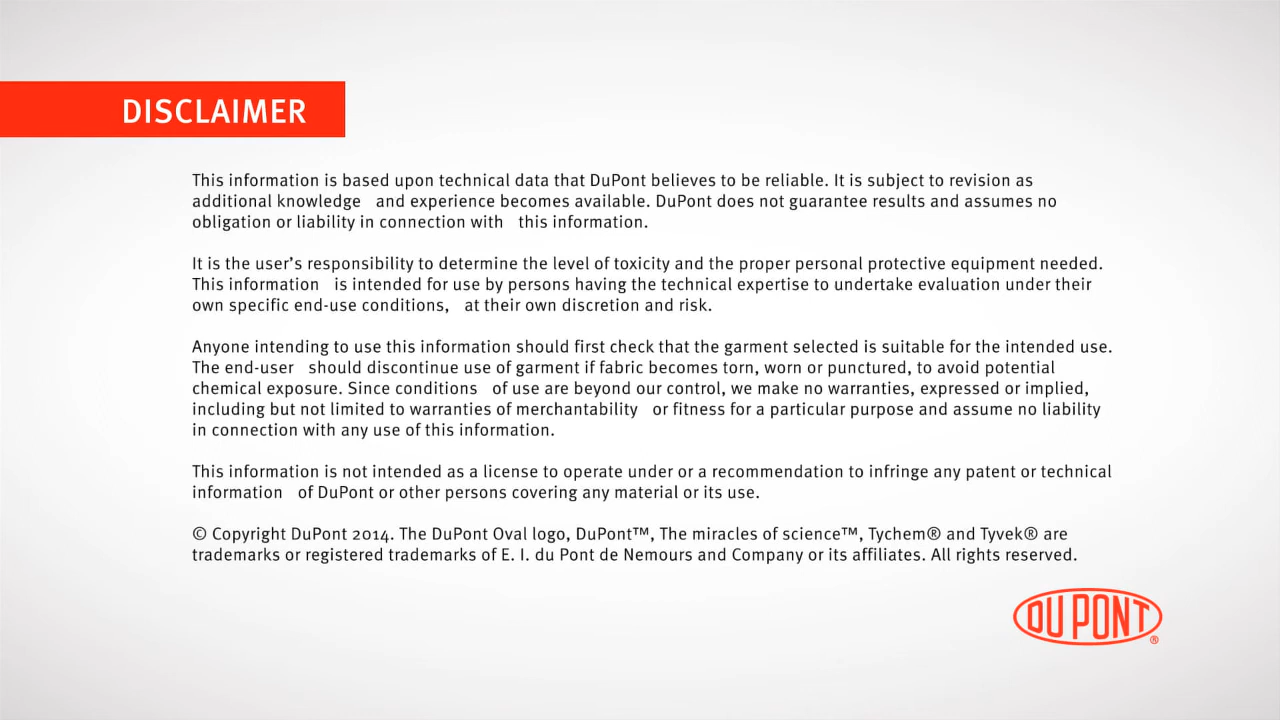 DISCLAIMER
This information is based upon technical data that DuPont believes to be reliable. It is subject to revision as
additional knowledge and experience becomes available. DuPont does not guarantee results and assumes no
obligation or liability in connection with this information.
It is the user's responsibility to determine the level of toxicity and the proper personal protective equipment needed.
This information is intended for use by persons having the technical expertise to undertake evaluation under their
own specific end-use conditions, at their own discretion and risk.
Anyone intending to use this information should first check that the garment selected is suitable for the intended use.
The end-user should discontinue use of garment if fabric becomes torn, worn or punctured, to avoid potential
chemical exposure. Since conditions of use are beyond our control, we make no warranties, expressed or implied,
including but not limited to warranties of merchantability or fitness for a particular purpose and assume no liability
in connection with any use of this information.
This information is not intended as a license to operate under or a recommendation to infringe any patent or technical
information of DuPont or other persons covering any material or its use.
© Copyright DuPont 2014. The DuPont Oval logo, DuPont™, The miracles of science™, Tychem® and Tyvek® are
trademarks or registered trademarks of E. I. du Pont de Nemours and Company or its affiliates. All rights reserved.
DU PONT®